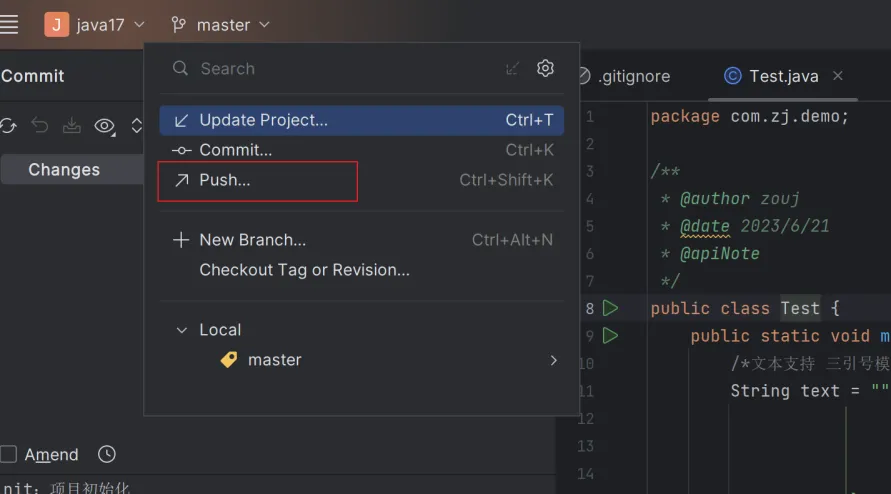 J java17 master
Commit
Search
.gitignore Test.java
Update Project... Ctrl+T
Commit... Ctrl+K
Push... Ctrl+Shift+K
New Branch... Ctrl+Alt+N
Checkout Tag or Revision...
Local
master
Changes
Amend
nit: 项目初始化
1 package com.zj.demo;
2
3 /**
4 * @author zouj
5 * @date 2023/6/21
6 * @apiNote
7 */
8 public class Test {
9 public static void m
10 /*文本支持 三引号模
11 String text = ""
12
13
14